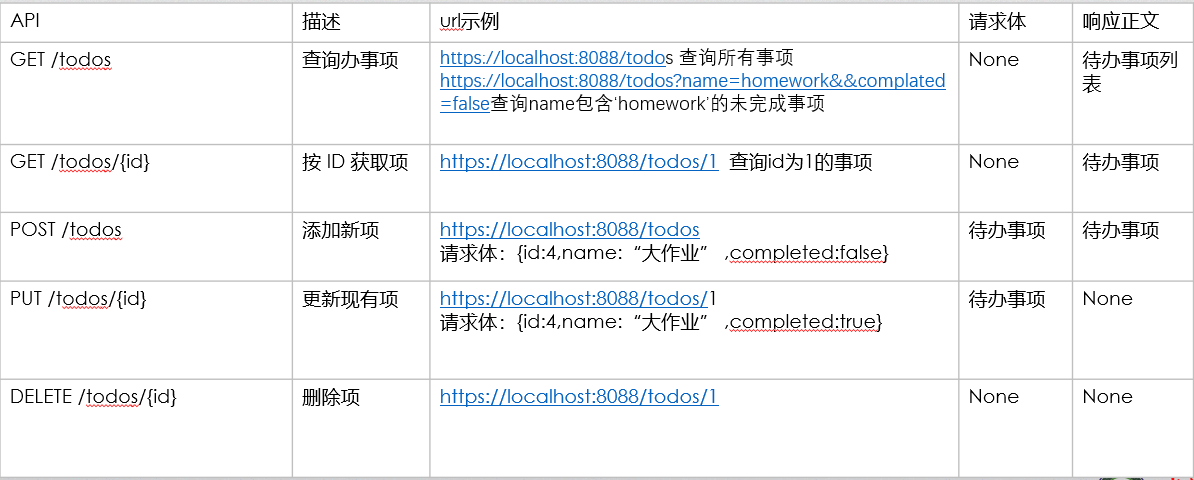 API 描述 url示例 请求体 响应正文
GET /todos 查询办事项 https://localhost:8088/todos 查询所有事项 None 待办事项列
https://localhost:8088/todos?name=homework&&complated 表
=false查询name包含‘homework’的未完成事项
GET /todos/{id} 按 ID 获取项 https://localhost:8088/todos/1 查询id为1的事项 None 待办事项
POST /todos 添加新项 https://localhost:8088/todos 待办事项 待办事项
请求体：{id:4,name:“大作业” ,completed:false}
PUT /todos/{id} 更新现有项 https://localhost:8088/todos/1 待办事项 None
请求体：{id:4,name:“大作业” ,completed:true}
DELETE /todos/{id} 删除项 https://localhost:8088/todos/1 None None